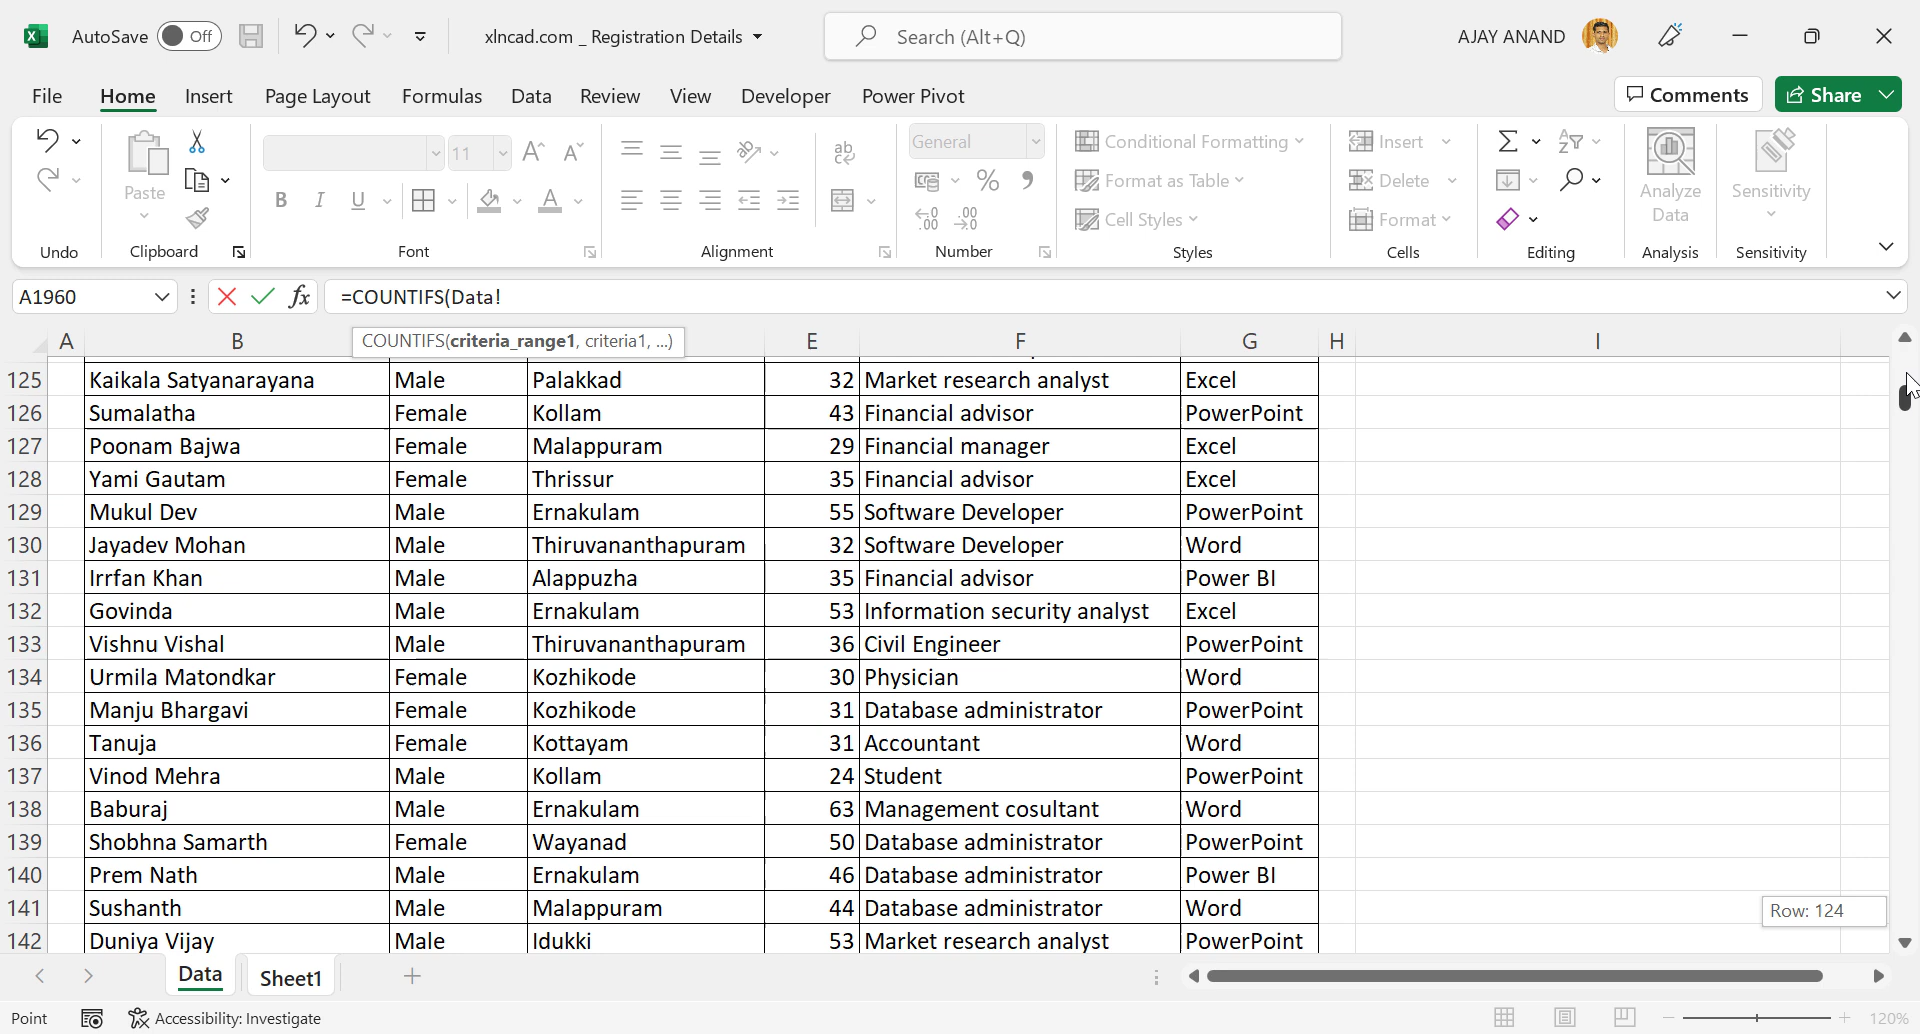 AutoSave Off xlncad.com _ Registration Details Search (Alt+Q) AJAY ANAND
File Home Insert Page Layout Formulas Data Review View Developer Power Pivot Comments Share
11 General Conditional Formatting Insert
Paste Format as Table Delete Analyze Data Sensitivity
B I U Cell Styles Format
Undo Clipboard Font Alignment Number Styles Cells Editing Analysis Sensitivity
A1960 fx =COUNTIFS(Data!
COUNTIFS(criteria_range1, criteria1, ...)
A B E F G H I
125 Kaikala Satyanarayana Male Palakkad 32 Market research analyst Excel
126 Sumalatha Female Kollam 43 Financial advisor PowerPoint
127 Poonam Bajwa Female Malappuram 29 Financial manager Excel
128 Yami Gautam Female Thrissur 35 Financial advisor Excel
129 Mukul Dev Male Ernakulam 55 Software Developer PowerPoint
130 Jayadev Mohan Male Thiruvananthapuram 32 Software Developer Word
131 Irrfan Khan Male Alappuzha 35 Financial advisor Power BI
132 Govinda Male Ernakulam 53 Information security analyst Excel
133 Vishnu Vishal Male Thiruvananthapuram 36 Civil Engineer PowerPoint
134 Urmila Matondkar Female Kozhikode 30 Physician Word
135 Manju Bhargavi Female Kozhikode 31 Database administrator PowerPoint
136 Tanuja Female Kottayam 31 Accountant Word
137 Vinod Mehra Male Kollam 24 Student PowerPoint
138 Baburaj Male Ernakulam 63 Management cosultant Word
139 Shobhna Samarth Female Wayanad 50 Database administrator PowerPoint
140 Prem Nath Male Ernakulam 46 Database administrator Power BI
141 Sushanth Male Malappuram 44 Database administrator Word
Row: 124
142 Duniya Vijay Male Idukki 53 Market research analyst PowerPoint
Data Sheet1
Point Accessibility: Investigate 120%